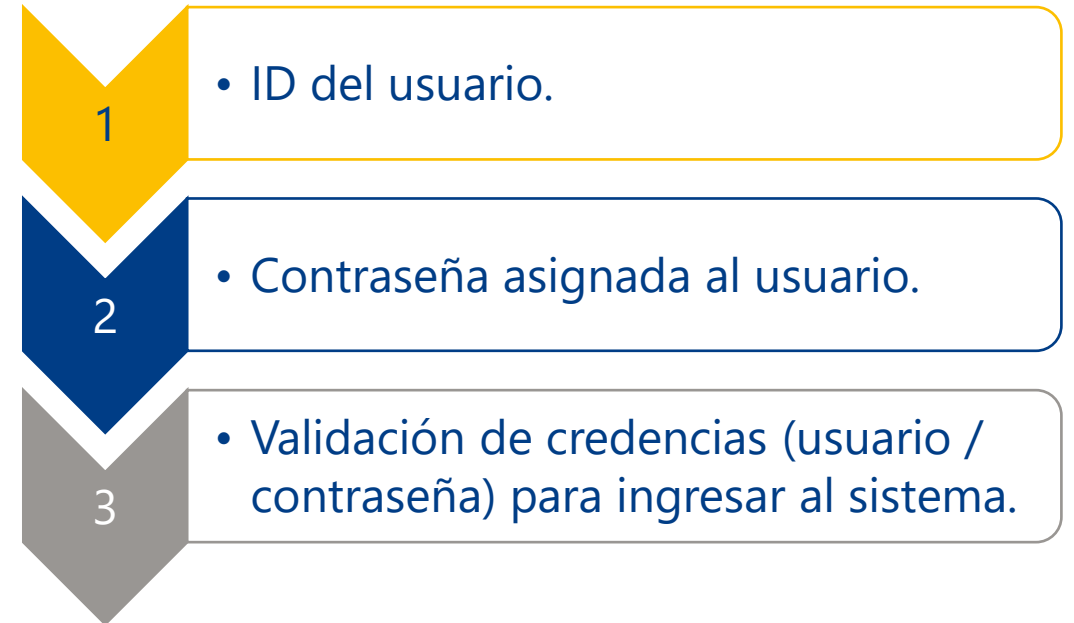 1
• ID del usuario.
2
• Contraseña asignada al usuario.
3
• Validación de credencias (usuario /
contraseña) para ingresar al sistema.